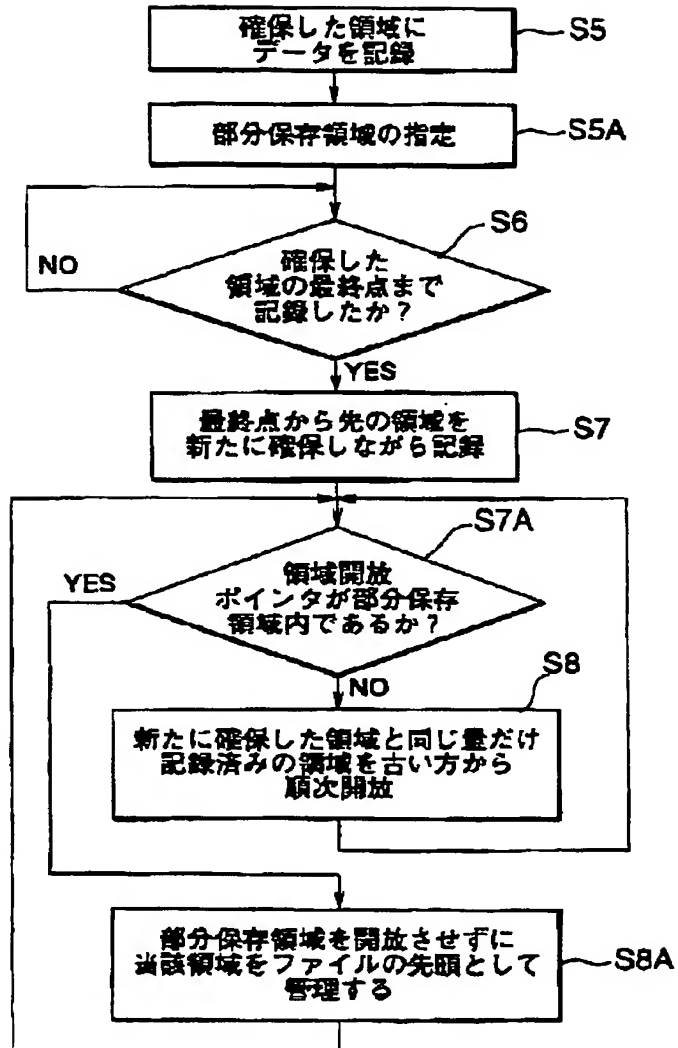 確保した領域に
データを記録
S5
部分保存領域の指定
S5A
S6
確保した
領域の最終点まで
記録したか？
NO
YES
最終点から先の領域を
新たに確保しながら記録
S7
S7A
領域開放
ポインタが部分保存
領域内であるか？
YES
NO
S8
新たに確保した領域と同じ量だけ
記録済みの領域を古い方から
順次開放
部分保存領域を開放させずに
当該領域をファイルの先頭として
管理する
S8A